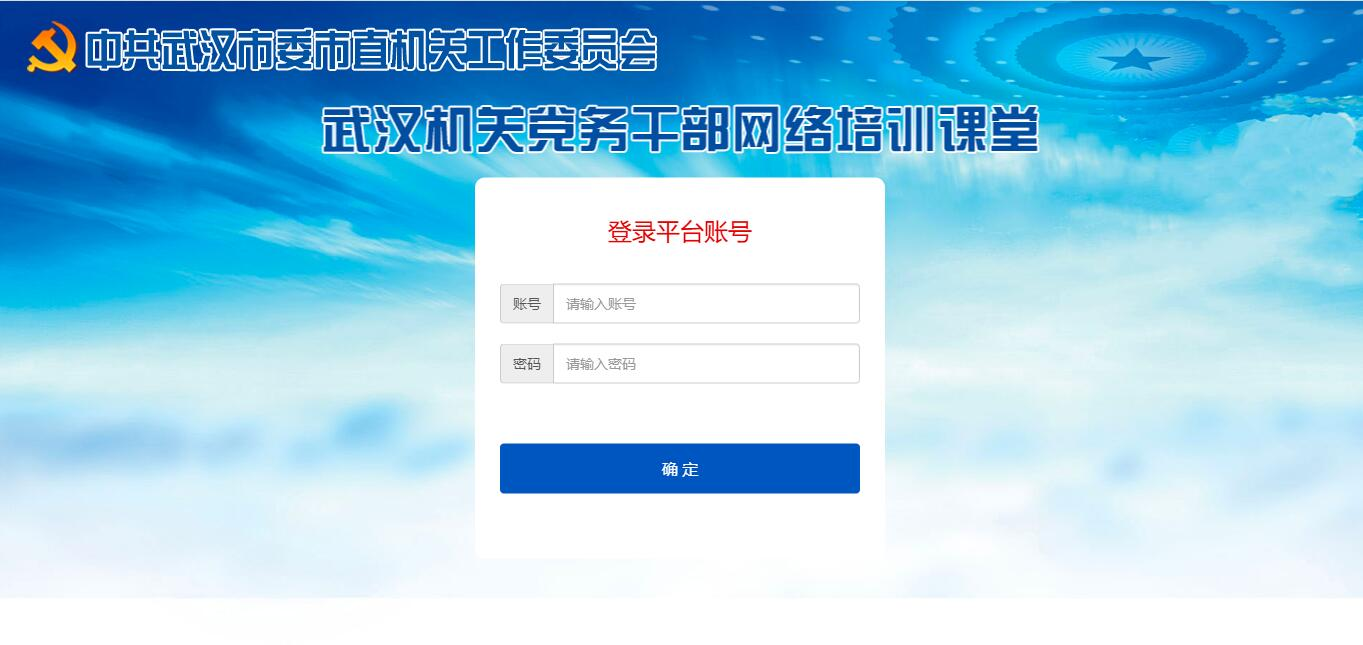 中共武汉市委市直机关工作委员会
武汉机关党务干部网络培训课堂
登录平台账号
账号 请输入账号
密码 请输入密码
确 定